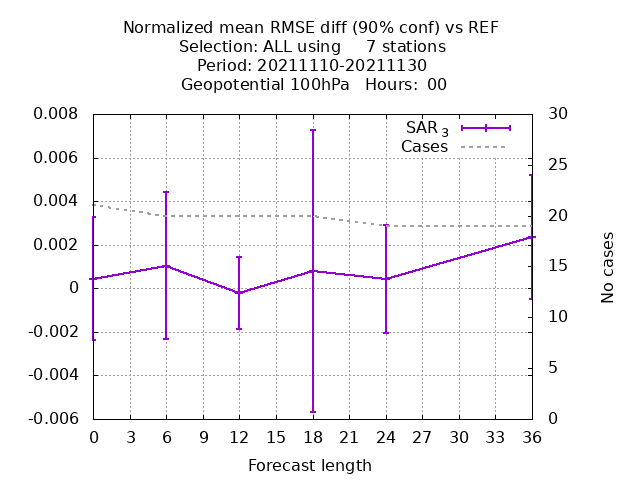 Normalized mean RMSE diff (90% conf) vs REF
Selection: ALL using     7 stations
Period: 20211110-20211130
Geopotential 100hPa   Hours:  00
SAR 3
Cases
0.008
0.006
0.004
0.002
0
-0.002
-0.004
-0.006
30
25
20
15
10
5
0
No cases
0 3 6 9 12 15 18 21 24 27 30 33 36
Forecast length